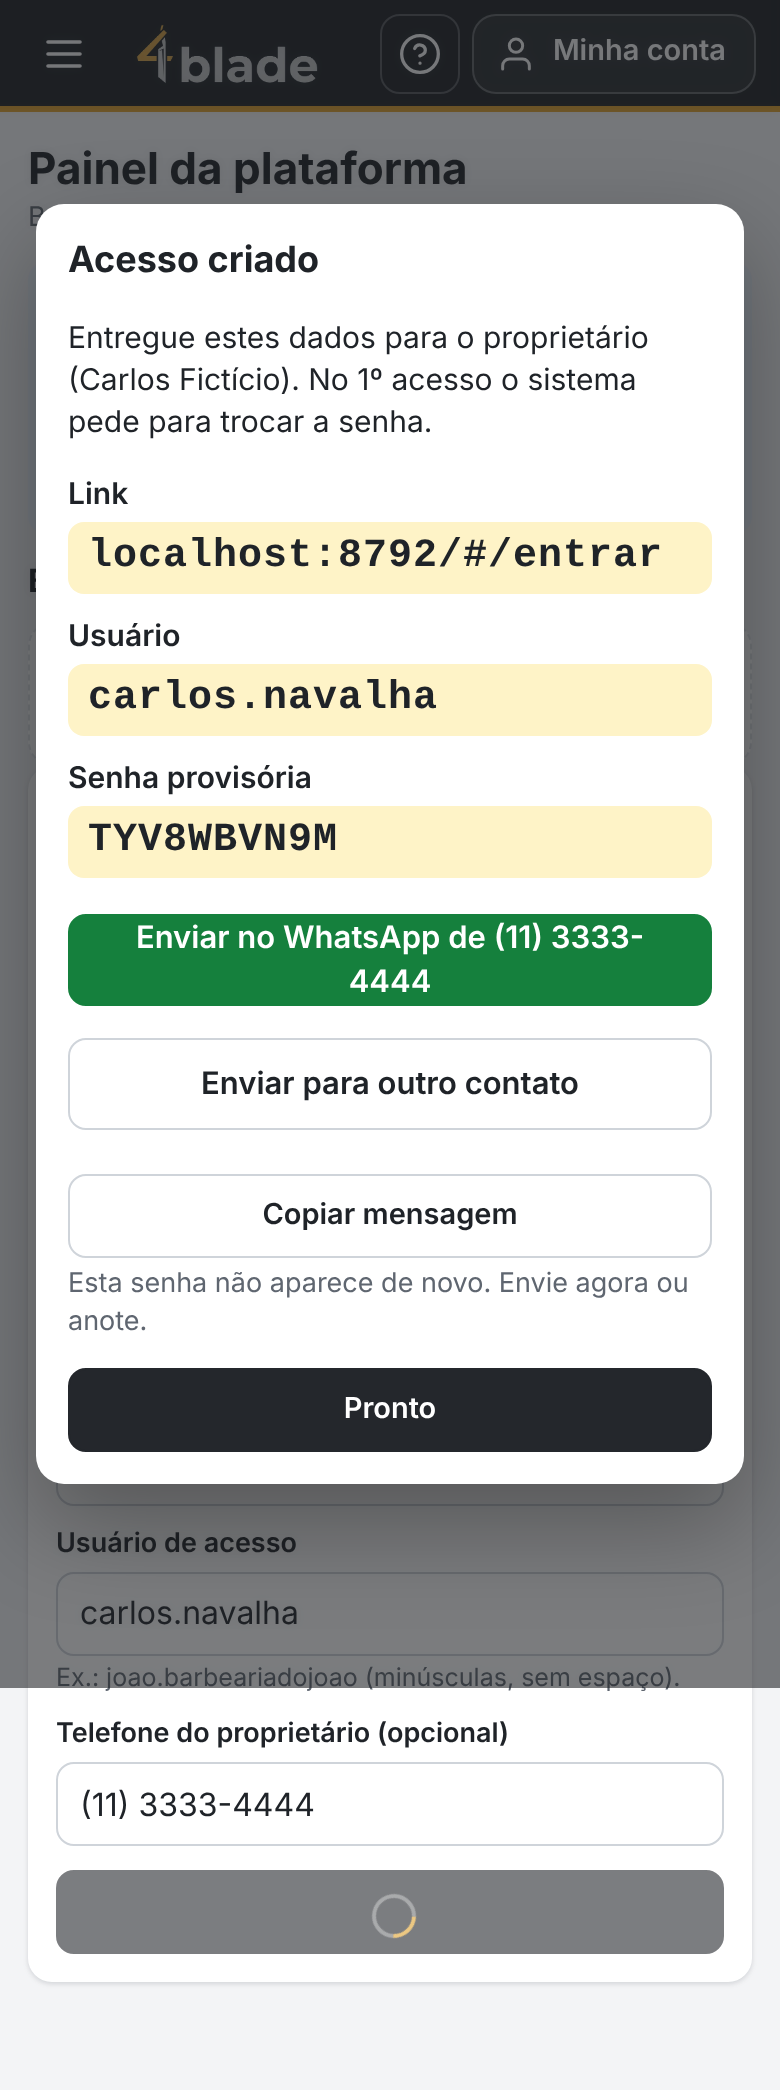 4blade
Minha conta
Painel da plataforma
Acesso criado
Entregue estes dados para o proprietário
(Carlos Fictício). No 1º acesso o sistema
pede para trocar a senha.
Link
localhost:8792/#/entrar
Usuário
carlos.navalha
Senha provisória
TYV8WBVN9M
Enviar no WhatsApp de (11) 3333-
4444
Enviar para outro contato
Copiar mensagem
Esta senha não aparece de novo. Envie agora ou
anote.
Pronto
Usuário de acesso
carlos.navalha
Ex.: joao.barbeariadojoao (minúsculas, sem espaço).
Telefone do proprietário (opcional)
(11) 3333-4444